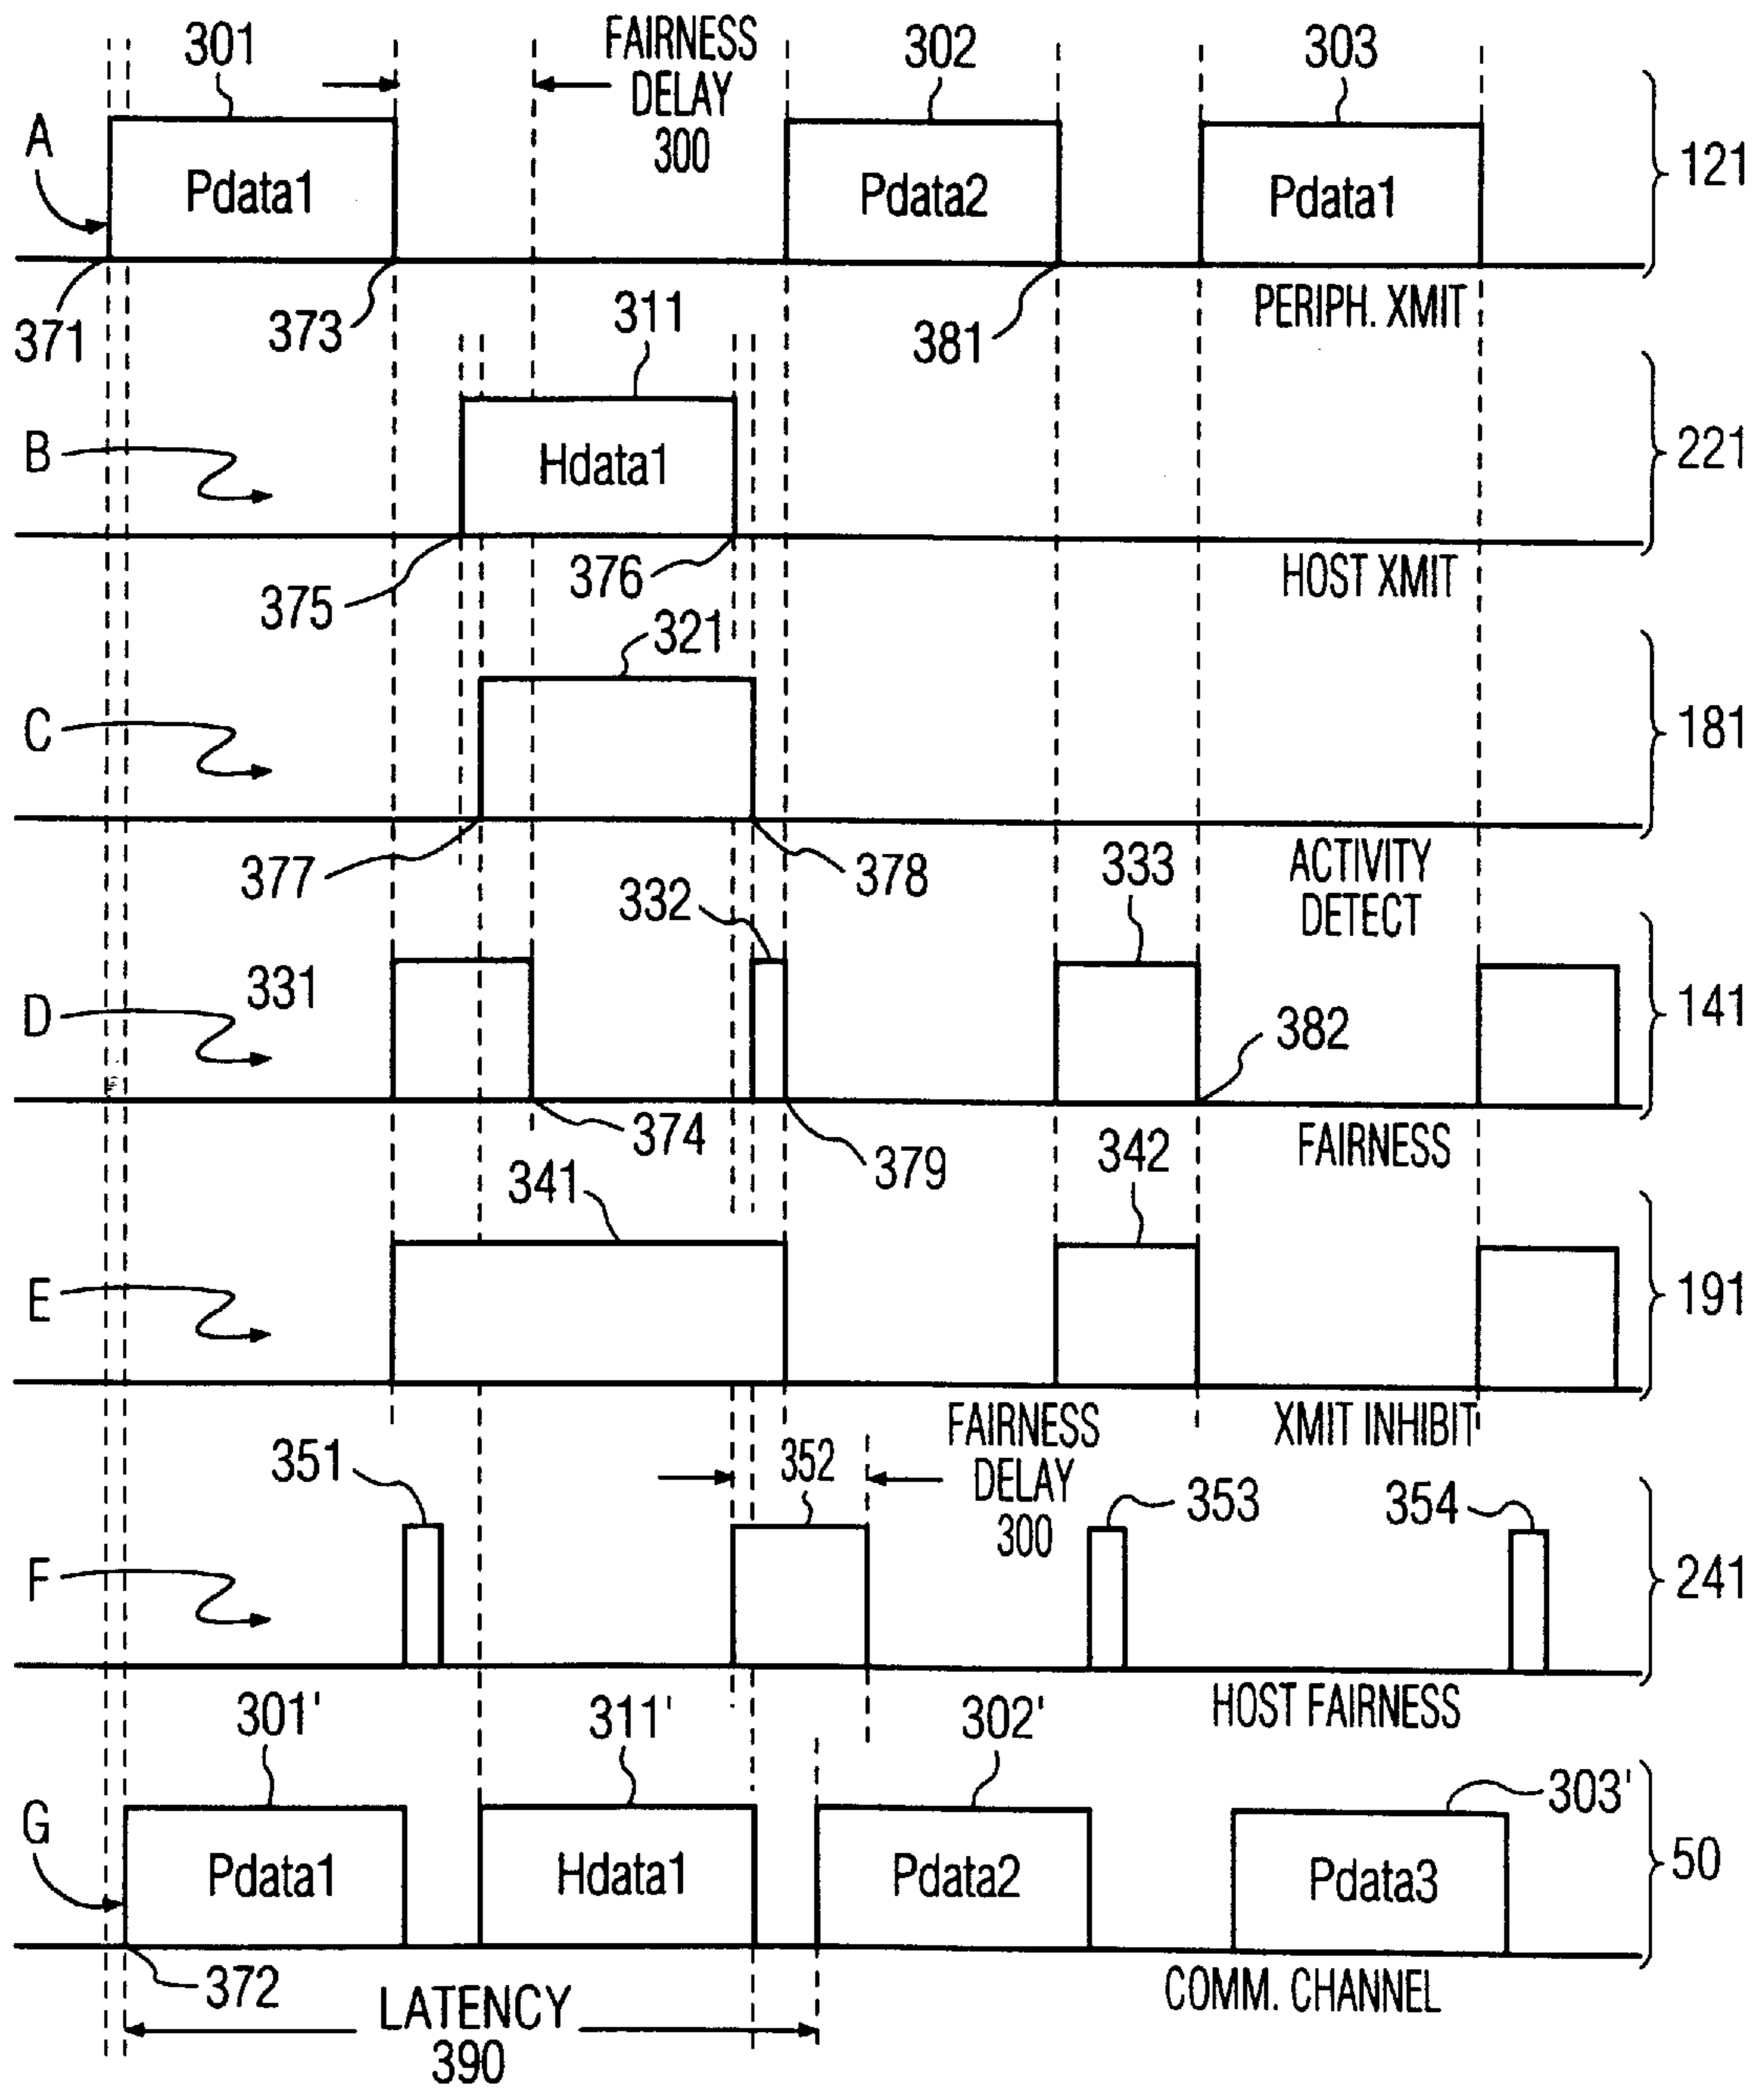 301
FAIRNESS
DELAY
300
302
303
A
Pdata1
Pdata2
Pdata1
121
371
373
311
381
PERIPH. XMIT
B
Hdata1
221
375
376
HOST XMIT
321
C
181
377
378
ACTIVITY
DETECT
332
333
331
D
141
382
374
379
FAIRNESS
341
342
E
191
XMIT INHIBIT
FAIRNESS
DELAY
300
351
352
353
354
F
241
HOST FAIRNESS
301'
311'
302'
303'
G
Pdata1
Hdata1
Pdata2
Pdata3
50
372
LATENCY
390
COMM. CHANNEL